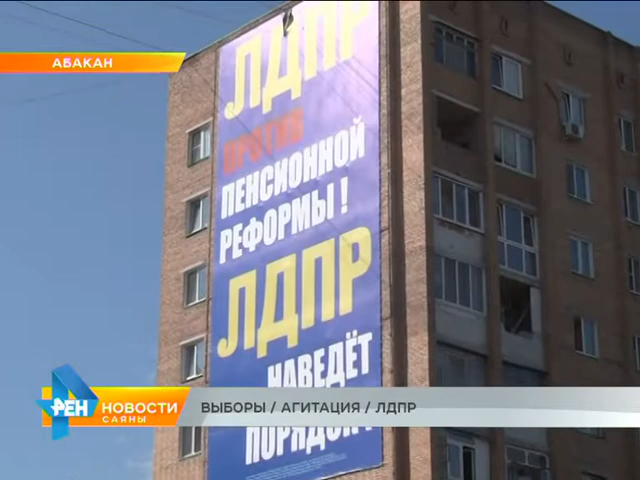 АБАКАН
ЛДПР
ПРОТИВ
ПЕНСИОННОЙ
РЕФОРМЫ!
ЛДПР
НАВЕДЁТ
РЕН НОВОСТИ
САЯНЫ
ВЫБОРЫ / АГИТАЦИЯ / ЛДПР